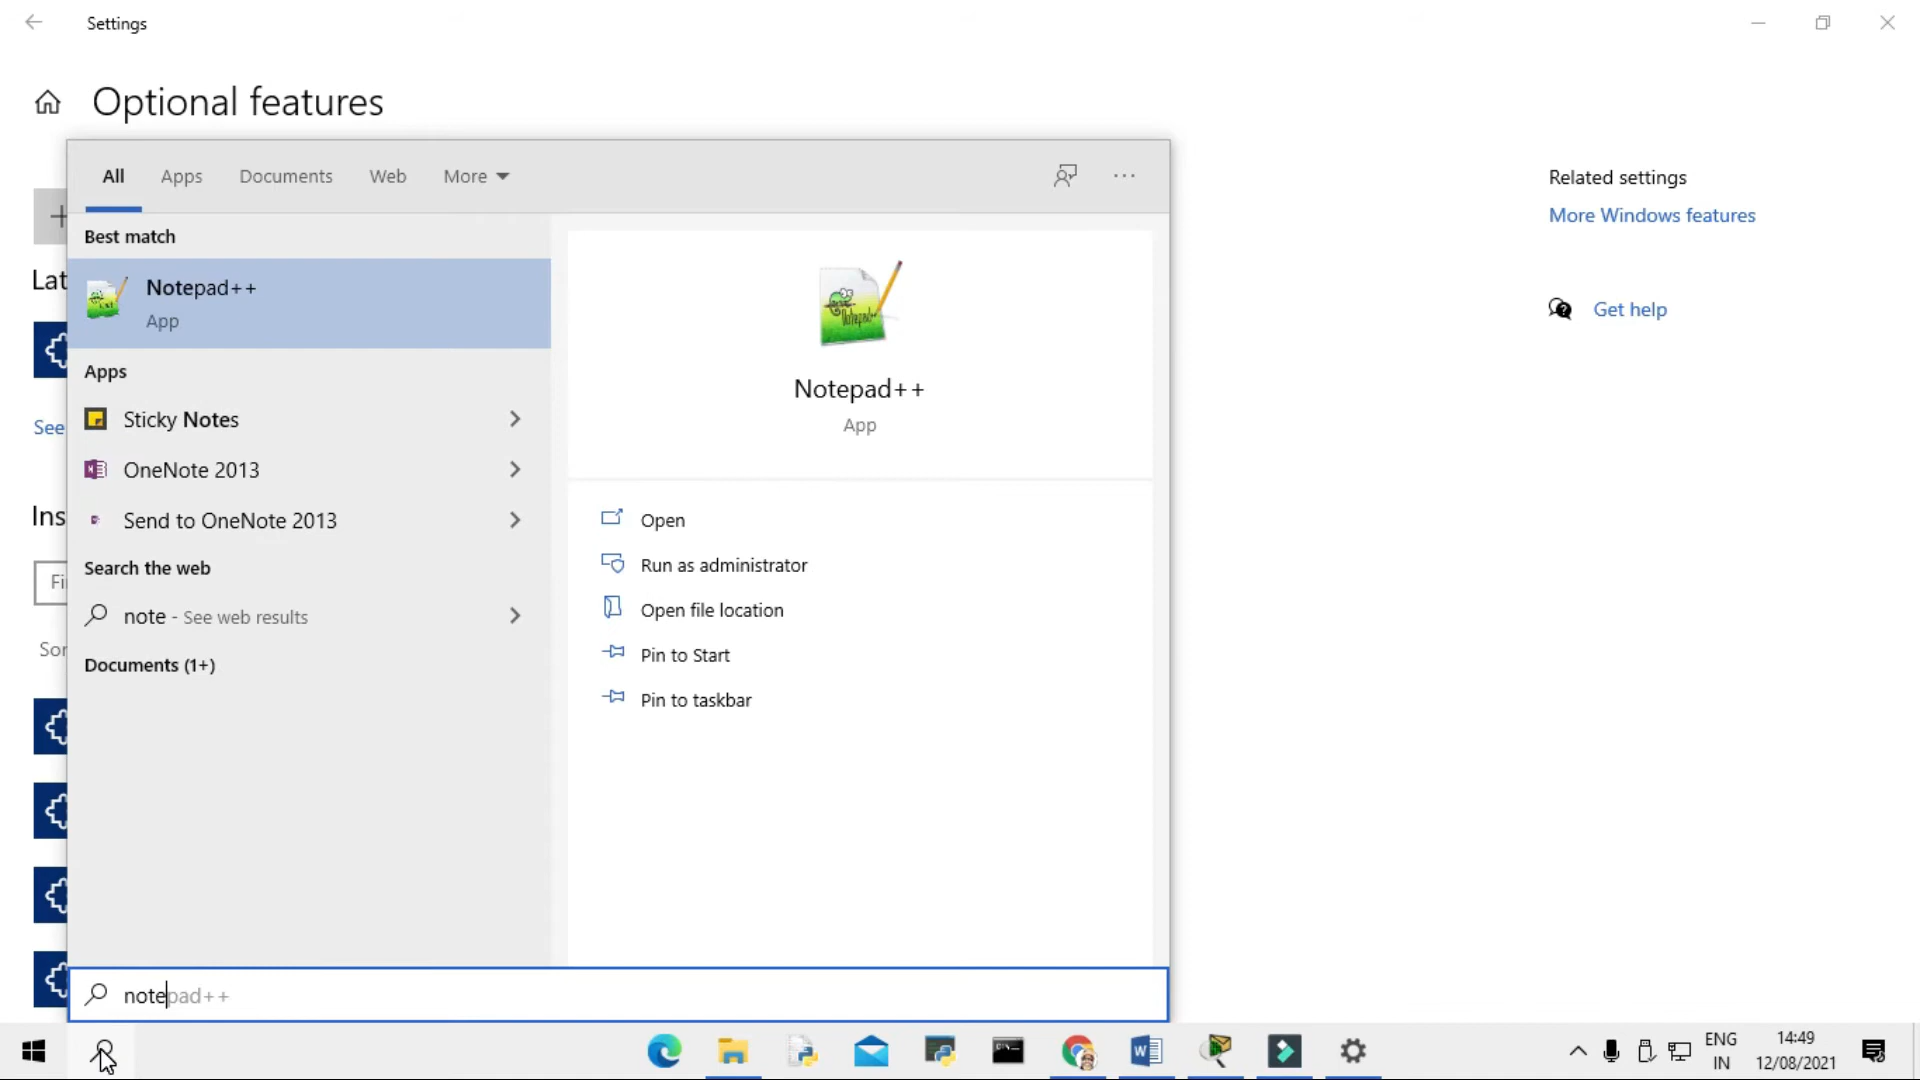 Settings
Optional features
All Apps Documents Web More
Related settings
More Windows features
Get help
Best match
Notepad++
App
Apps
Sticky Notes
OneNote 2013
Send to OneNote 2013
Search the web
note - See web results
Documents (1+)
Notepad++
App
Open
Run as administrator
Open file location
Pin to Start
Pin to taskbar
Lat
See
Ins
Fi
Sor
notepad++
ENG
IN
14:49
12/08/2021